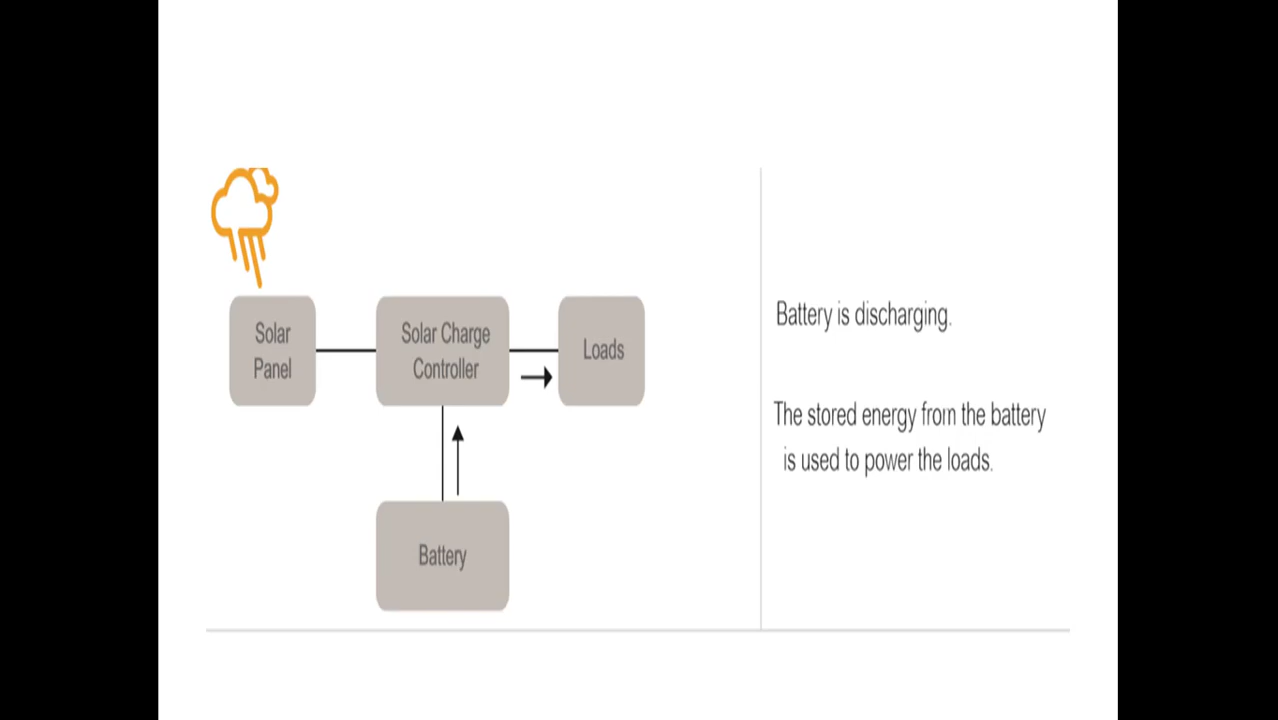 Solar
Panel
Solar Charge
Controller
Loads
Battery
Battery is discharging.
The stored energy from the battery
is used to power the loads.